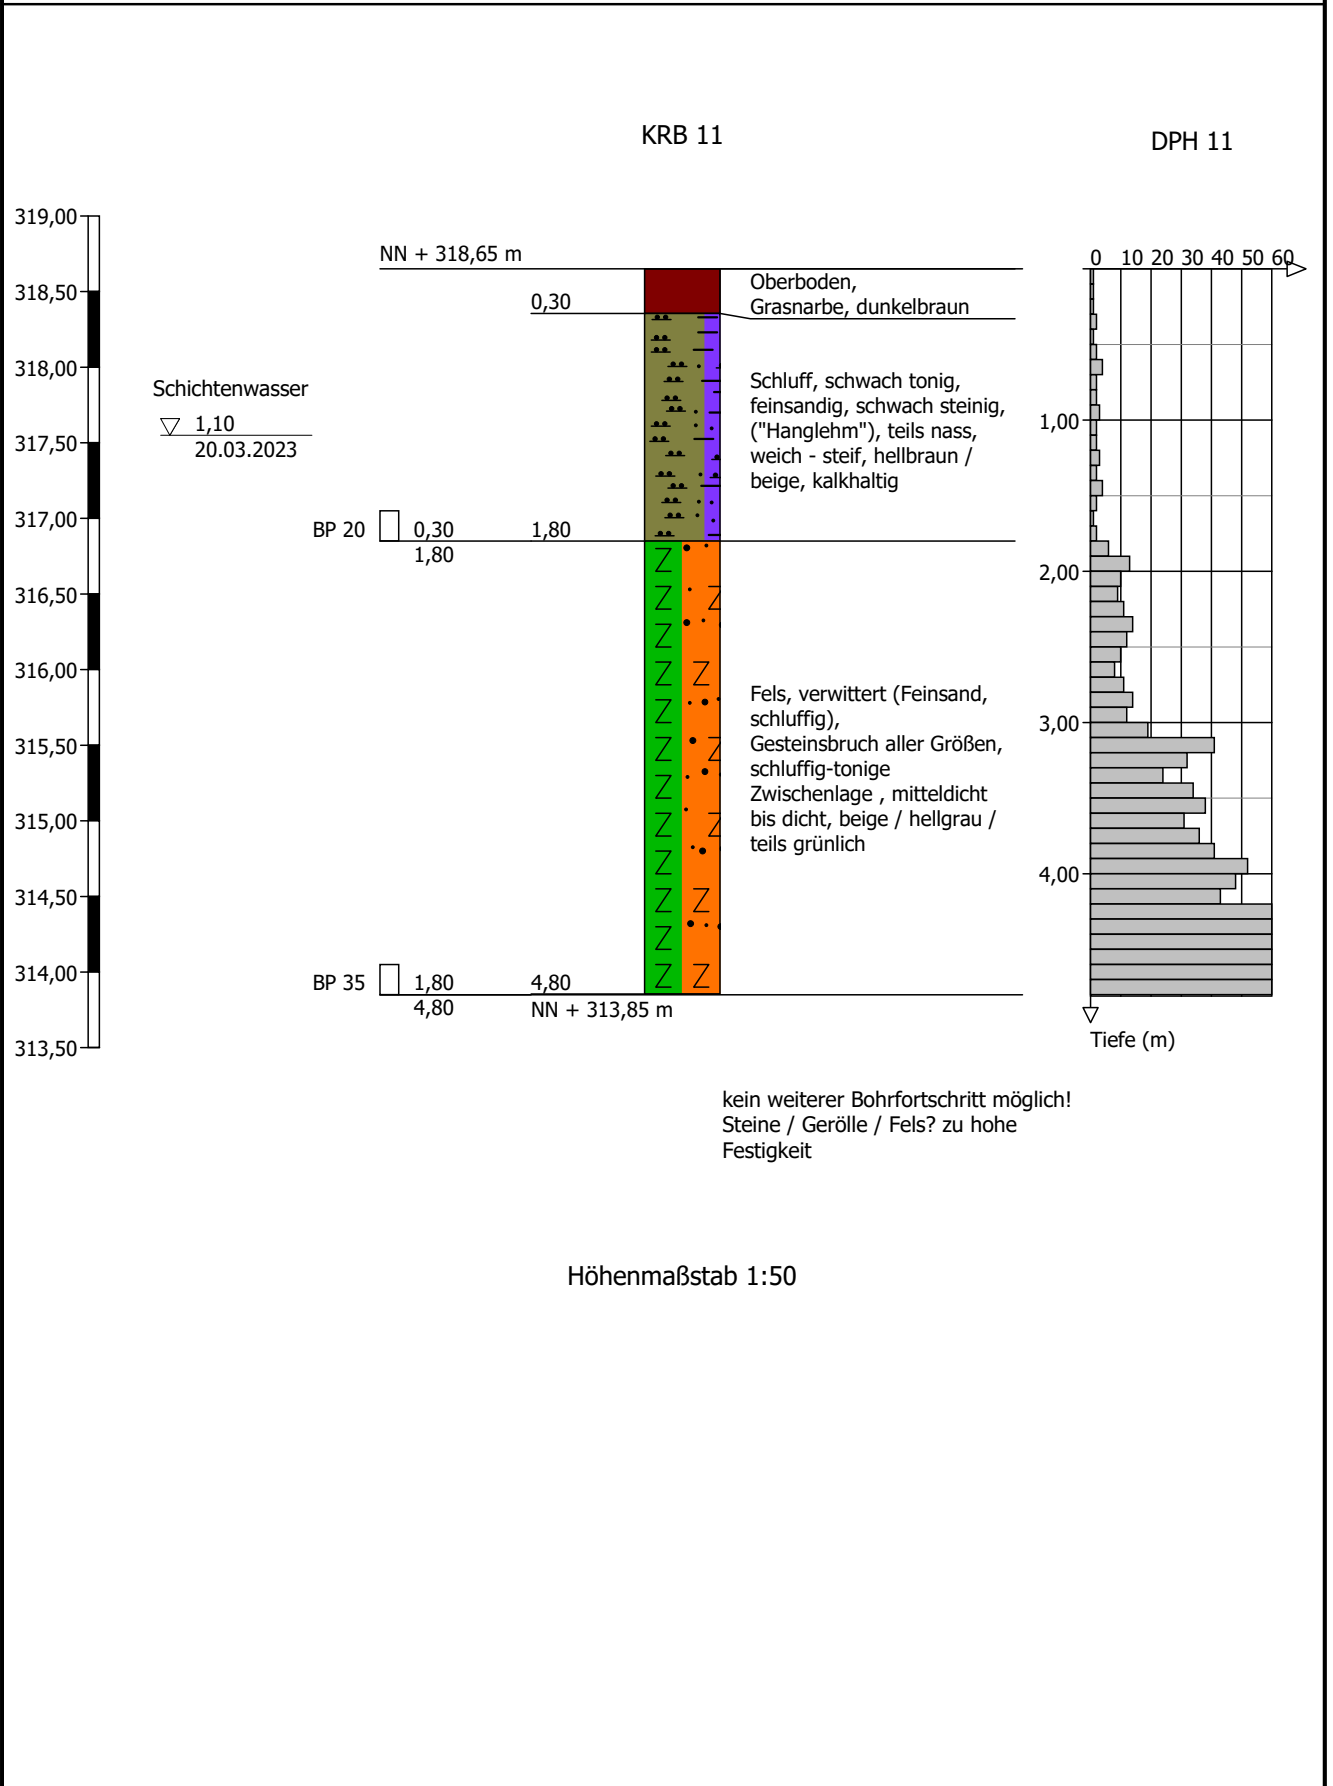 KRB 11
DPH 11
319,00
318,50
318,00
317,50
317,00
316,50
316,00
315,50
315,00
314,50
314,00
313,50
Schichtenwasser
1,10
20.03.2023
NN + 318,65 m
0,30
Oberboden,
Grasnarbe, dunkelbraun
Schluff, schwach tonig,
feinsandig, schwach steinig,
("Hanglehm"), teils nass,
weich - steif, hellbraun /
beige, kalkhaltig
BP 20 0,30 1,80
1,80
Fels, verwittert (Feinsand,
schluffig),
Gesteinsbruch aller Größen,
schluffig-tonige
Zwischenlage , mitteldicht
bis dicht, beige / hellgrau /
teils grünlich
BP 35 1,80 4,80
4,80 NN + 313,85 m
0 10 20 30 40 50 60
1,00
2,00
3,00
4,00
Tiefe (m)
kein weiterer Bohrfortschritt möglich!
Steine / Gerölle / Fels? zu hohe
Festigkeit
Höhenmaßstab 1:50